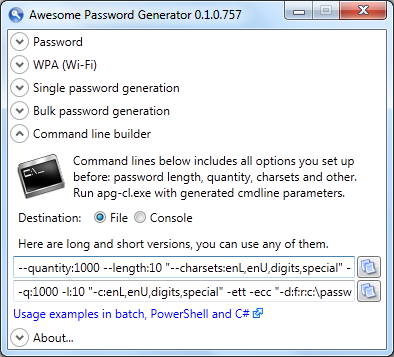 Awesome Password Generator 0.1.0.757
Password
WPA (Wi-Fi)
Single password generation
Bulk password generation
Command line builder
C:\_
Command lines below includes all options you set up
before: password length, quantity, charsets and other.
Run apg-cl.exe with generated cmdline parameters.
Destination: File Console
Here are long and short versions, you can use any of them.
--quantity:1000 --length:10 "--charsets:enL,enU,digits,special" -
-q:1000 -l:10 "-c:enL,enU,digits,special" -ett -ecc "-d:f:r:c:\passw
Usage examples in batch, PowerShell and C#
About...